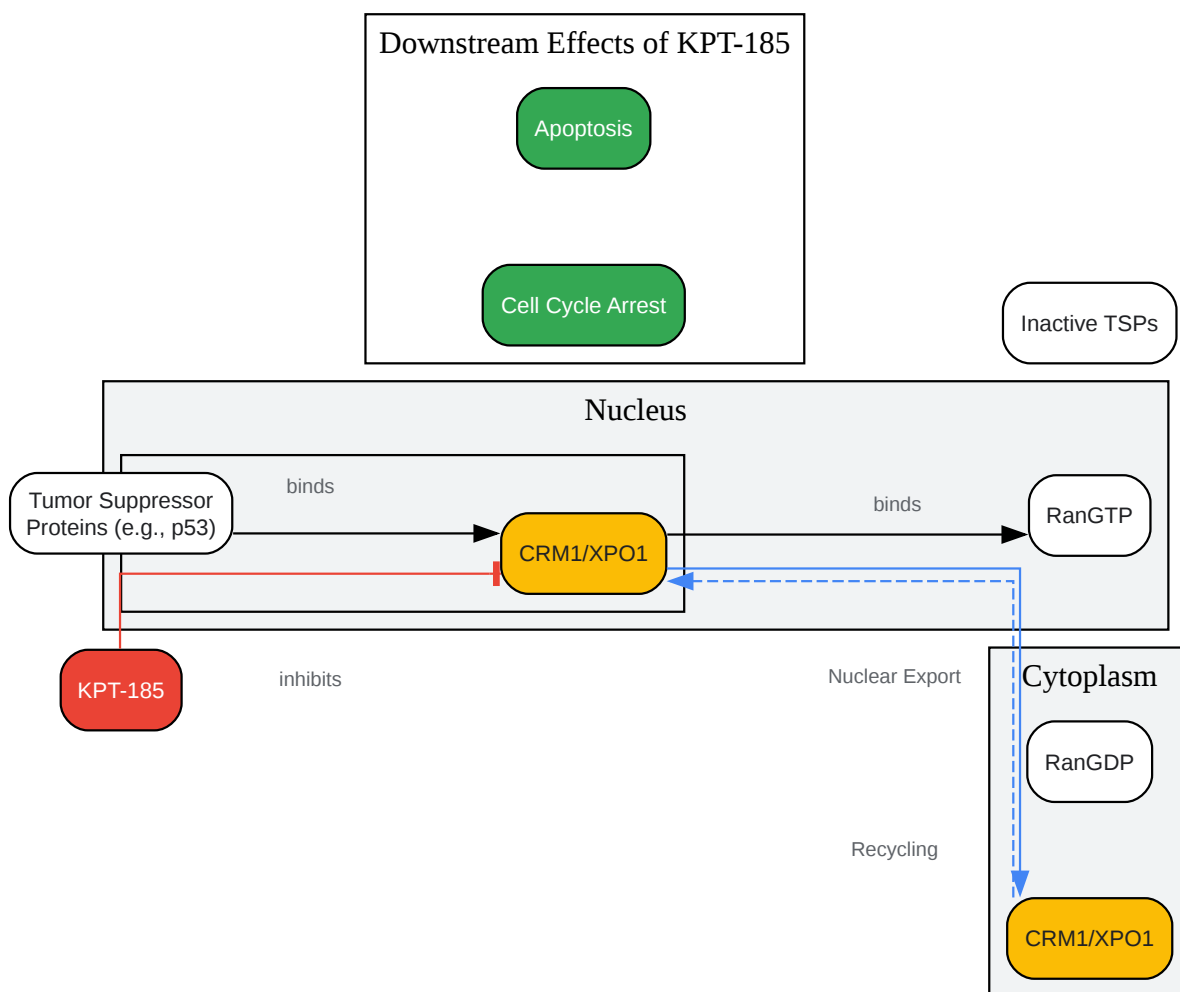 Downstream Effects of KPT-185
Apoptosis
Cell Cycle Arrest
Inactive TSPs
Nucleus
binds
Tumor Suppressor
Proteins (e.g., p53)
binds
RanGTP
CRM1/XPO1
KPT-185
inhibits
Nuclear Export
Cytoplasm
RanGDP
Recycling
CRM1/XPO1